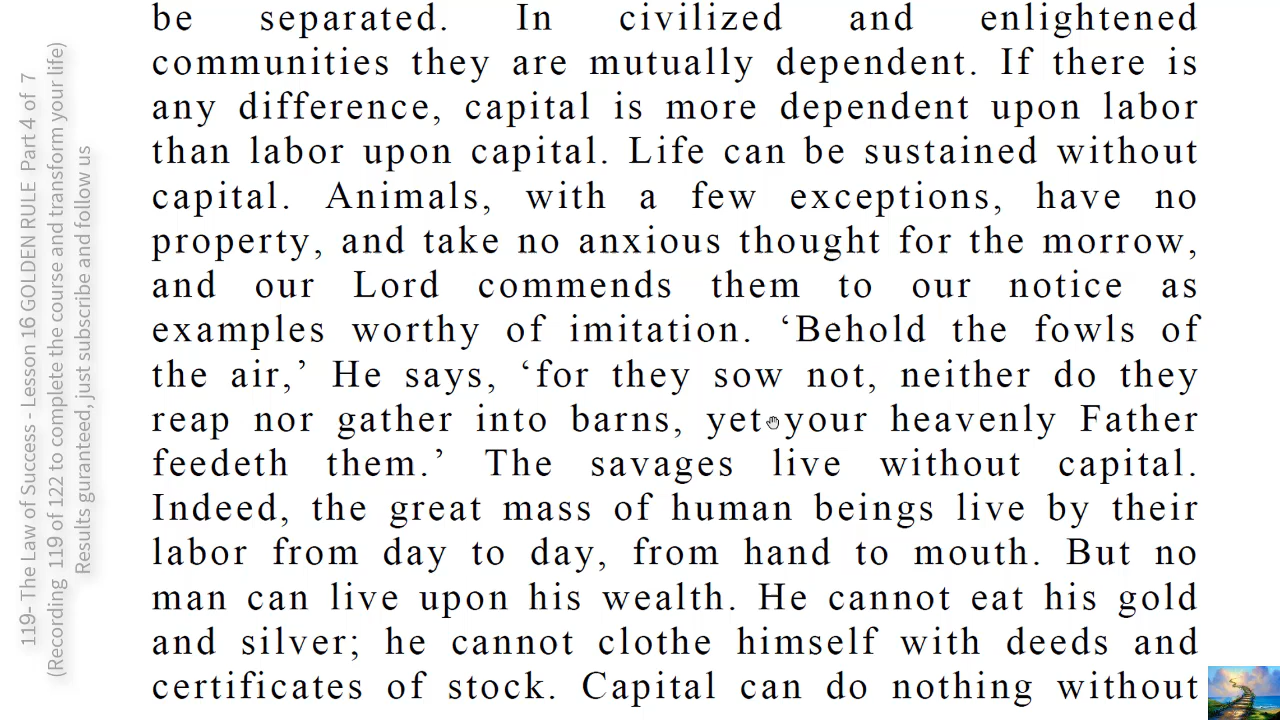 be separated. In civilized and enlightened
communities they are mutually dependent. If there is
any difference, capital is more dependent upon labor
than labor upon capital. Life can be sustained without
capital. Animals, with a few exceptions, have no
property, and take no anxious thought for the morrow,
and our Lord commends them to our notice as
examples worthy of imitation. ‘Behold the fowls of
the air,’ He says, ‘for they sow not, neither do they
reap nor gather into barns, yet your heavenly Father
feedeth them.’ The savages live without capital.
Indeed, the great mass of human beings live by their
labor from day to day, from hand to mouth. But no
man can live upon his wealth. He cannot eat his gold
and silver; he cannot clothe himself with deeds and
certificates of stock. Capital can do nothing without
119- The Law of Success - Lesson 16 GOLDEN RULE Part 4 of 7
(Recording 119 of 122 to complete the course and transform your life)
Results guranteed, just subscribe and follow us